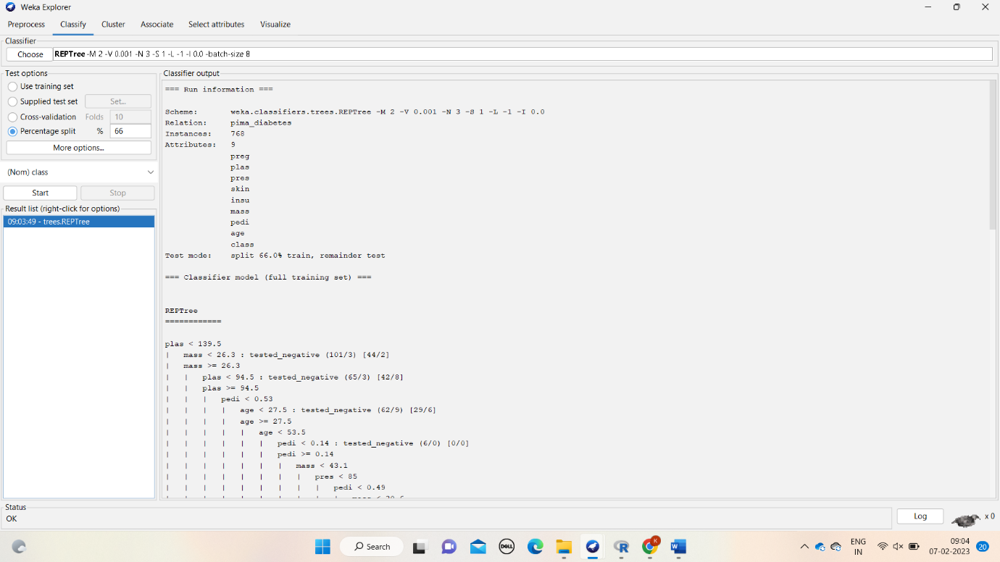 Weka Explorer
Preprocess Classify Cluster Associate Select attributes Visualize
Classifier
Choose REPTree -M 2 -V 0.001 -N 3 -S 1 -L -1 -I 0.0 -batch-size 8
Test options
Use training set
Supplied test set Set...
Cross-validation Folds 10
Percentage split % 66
More options...
(Nom) class
Start Stop
Result list (right-click for options)
09:03:49 - trees.REPTree
Classifier output
=== Run information ===
Scheme: weka.classifiers.trees.REPTree -M 2 -V 0.001 -N 3 -S 1 -L -1 -I 0.0
Relation: pima_diabetes
Instances: 768
Attributes: 9
preg
plas
pres
skin
insu
mass
pedi
age
class
Test mode: split 66.0% train, remainder test
=== Classifier model (full training set) ===
REPTree
============
plas < 139.5
| mass < 26.3 : tested_negative (101/3) [44/2]
| mass >= 26.3
| | plas < 94.5 : tested_negative (65/3) [42/8]
| | plas >= 94.5
| | | pedi < 0.53
| | | | age < 27.5 : tested_negative (62/9) [29/6]
| | | | age >= 27.5
| | | | | age < 53.5
| | | | | | pedi < 0.14 : tested_negative (6/0) [0/0]
| | | | | | pedi >= 0.14
| | | | | | | mass < 43.1
| | | | | | | | pres < 85
| | | | | | | | | pedi < 0.49
Status
OK
Log x 0
Search
DELL
K
ENG
IN
09:04
07-02-2023
20